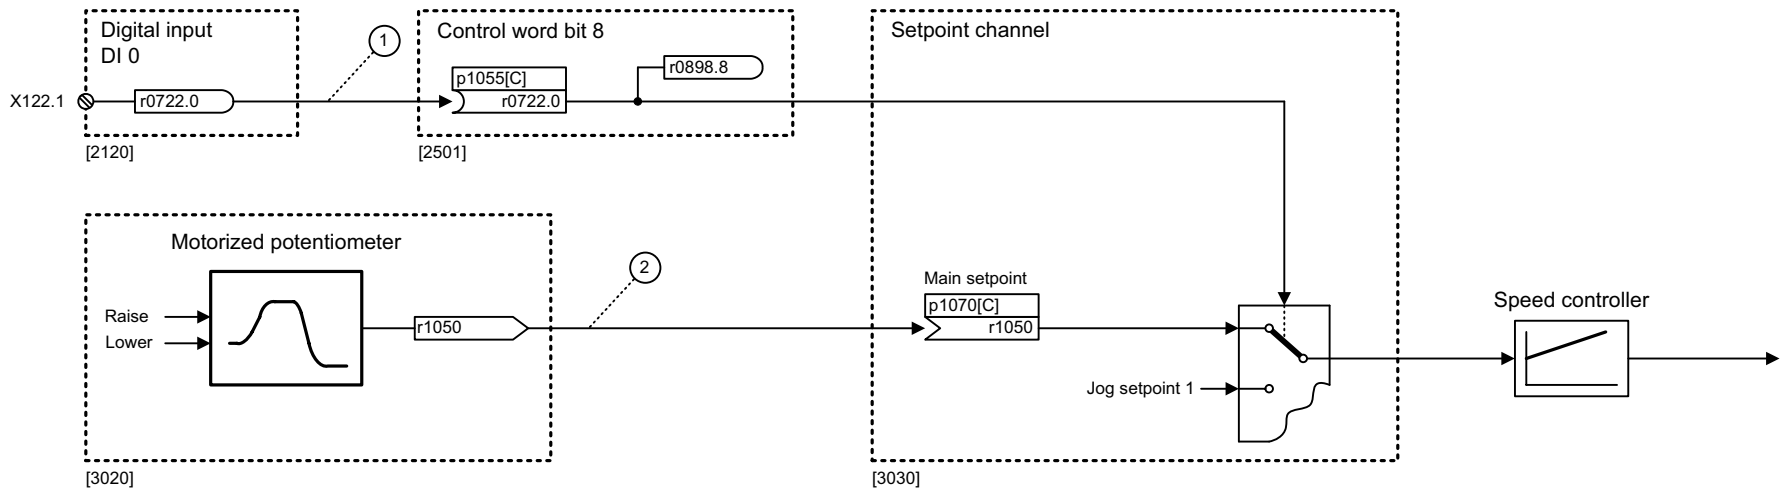 Digital input
DI 0
1
Control word bit 8
Setpoint channel
r0898.8
p1055[C]
X122.1
r0722.0
r0722.0
[2120]
[2501]
Motorized potentiometer
2
Main setpoint
p1070[C]
Speed controller
Raise
r1050
r1050
Lower
Jog setpoint 1
[3020]
[3030]